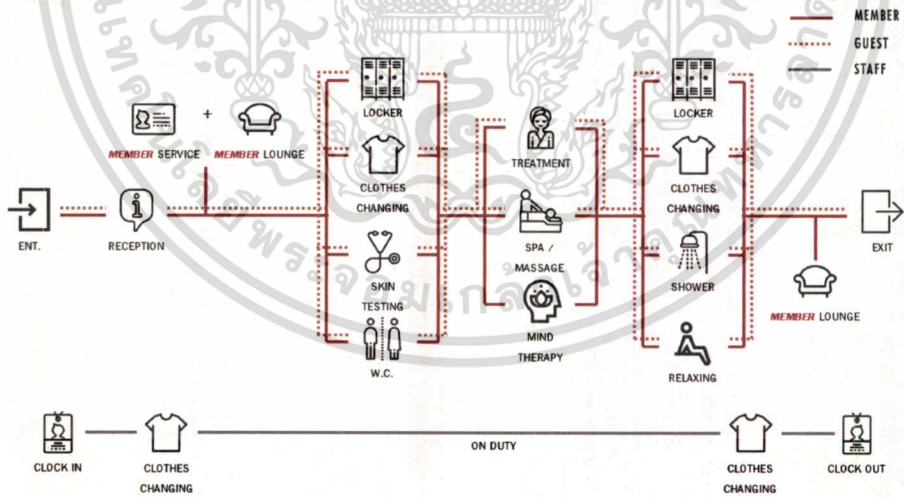 MEMBER
GUEST
STAFF
LOCKER
LOCKER
MEMBER SERVICE
+
MEMBER LOUNGE
CLOTHES
CHANGING
TREATMENT
CLOTHES
CHANGING
ENT.
RECEPTION
SPA /
MASSAGE
EXIT
SKIN
TESTING
SHOWER
MEMBER LOUNGE
MIND
THERAPY
W.C.
RELAXING
CLOCK IN
CLOTHES
CHANGING
ON DUTY
CLOTHES
CHANGING
CLOCK OUT